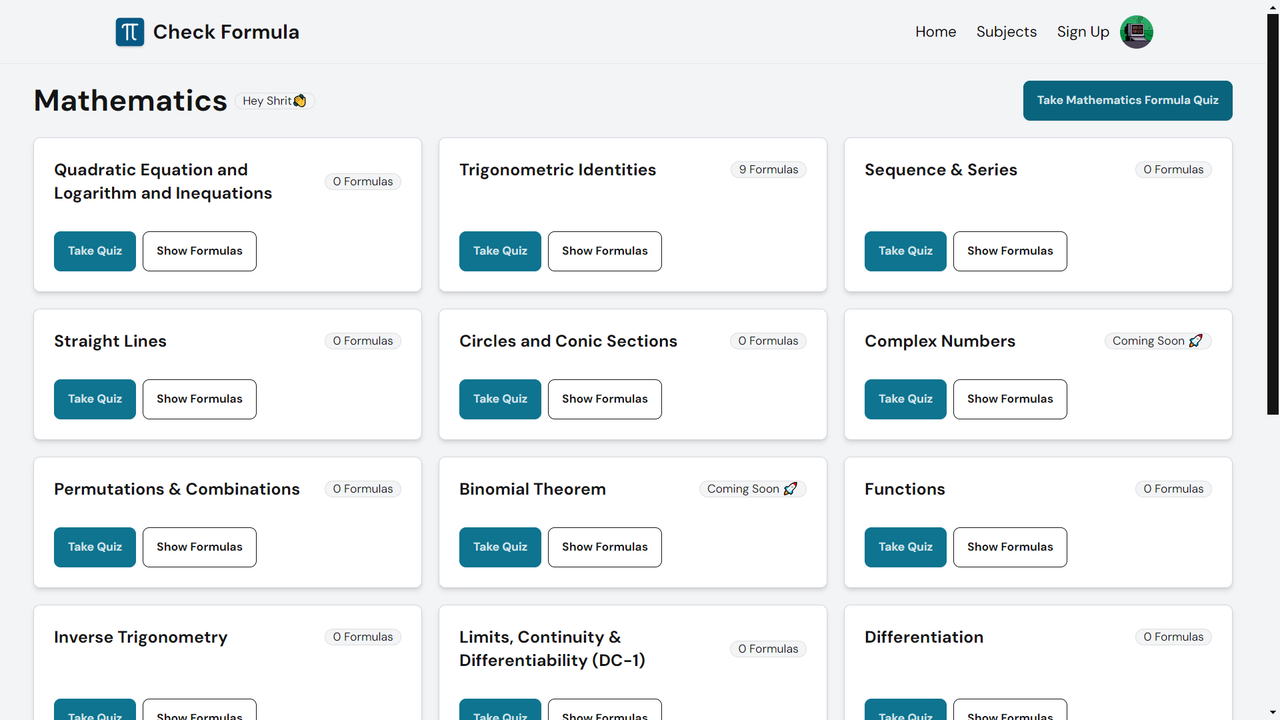 Check Formula
Home Subjects Sign Up
Mathematics Hey Shrit👋 Take Mathematics Formula Quiz
Quadratic Equation and
Logarithm and Inequations
0 Formulas
Take Quiz Show Formulas
Trigonometric Identities 9 Formulas
Take Quiz Show Formulas
Sequence & Series 0 Formulas
Take Quiz Show Formulas
Straight Lines 0 Formulas
Take Quiz Show Formulas
Circles and Conic Sections 0 Formulas
Take Quiz Show Formulas
Complex Numbers Coming Soon 🚀
Take Quiz Show Formulas
Permutations & Combinations 0 Formulas
Take Quiz Show Formulas
Binomial Theorem Coming Soon 🚀
Take Quiz Show Formulas
Functions 0 Formulas
Take Quiz Show Formulas
Inverse Trigonometry 0 Formulas
Take Quiz Show Formulas
Limits, Continuity &
Differentiability (DC-1)
0 Formulas
Take Quiz Show Formulas
Differentiation 0 Formulas
Take Quiz Show Formulas